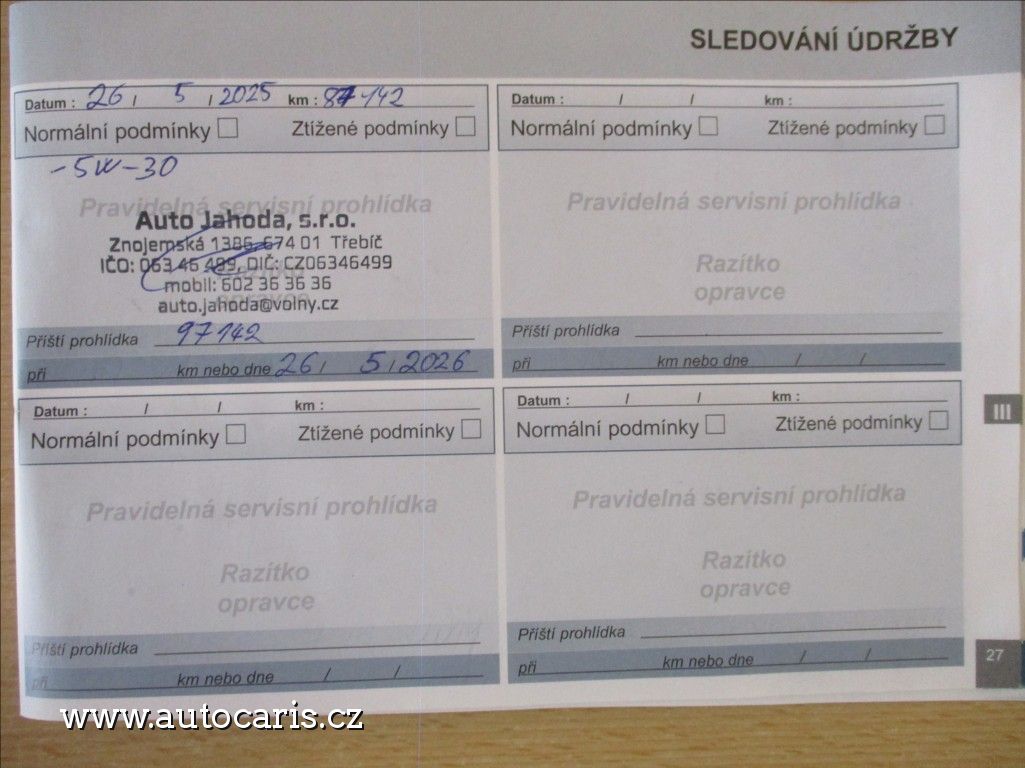 SLEDOVÁNÍ ÚDRŽBY
Datum : 26 / 5 / 2025 km : 87142
Normální podmínky Ztížené podmínky
-5W-30
Pravidelná servisní prohlídka
Auto Jahoda, s.r.o.
Znojemská 1386, 674 01 Třebíč
IČO: 063 46 499, DIČ: CZ06346499
mobil: 602 36 36 36
opravce
auto.jahoda@volny.cz
Příští prohlídka 97142
při km nebo dne 26 / 5 / 2026
Datum : / / km :
Normální podmínky Ztížené podmínky
Pravidelná servisní prohlídka
Razítko
opravce
Příští prohlídka
při km nebo dne / /
Datum : / / km :
Normální podmínky Ztížené podmínky
Pravidelná servisní prohlídka
Razítko
opravce
Příští prohlídka
při km nebo dne / /
Datum : / / km :
Normální podmínky Ztížené podmínky
Pravidelná servisní prohlídka
Razítko
opravce
Příští prohlídka
při km nebo dne / /
III
27
www.autocaris.cz